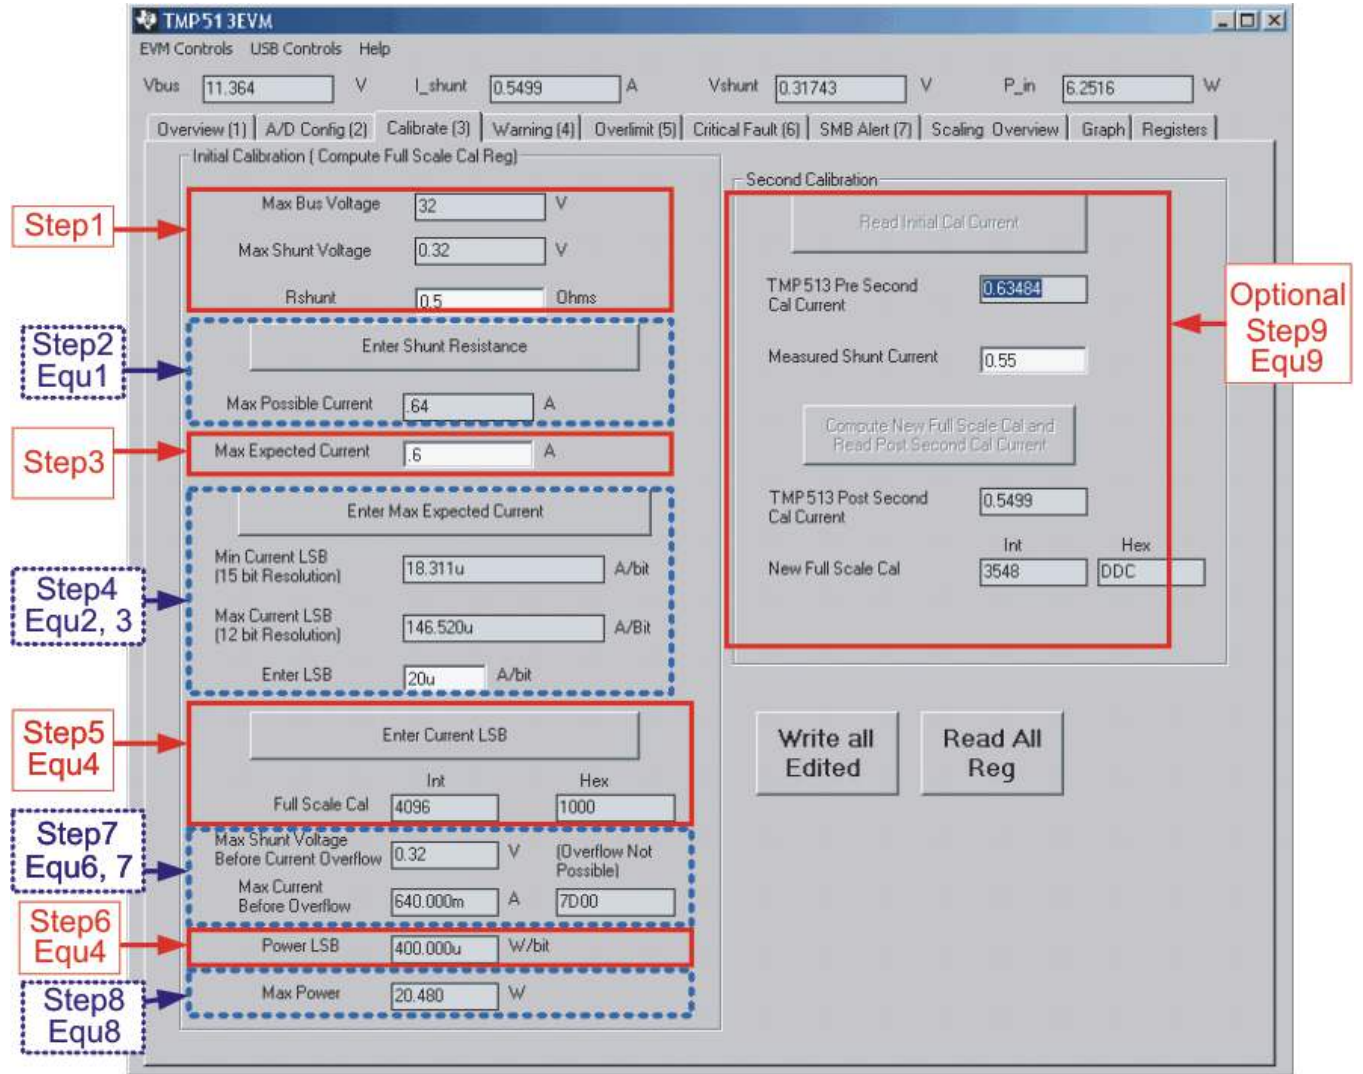 TMP513EVM
EVM Controls USB Controls Help
Vbus 11.364 V I_shunt 0.5499 A Vshunt 0.31743 V P_in 6.2516 W
Overview (1) A/D Config (2) Calibrate (3) Warning (4) Overlimit (5) Critical Fault (6) SMB Alert (7) Scaling Overview Graph Registers
Initial Calibration ( Compute Full Scale Cal Reg)
Step1
Max Bus Voltage 32 V
Max Shunt Voltage 0.32 V
Rshunt 0.5 Ohms
Step2
Equ1
Enter Shunt Resistance
Max Possible Current .64 A
Step3
Max Expected Current .6 A
Step4
Equ2, 3
Enter Max Expected Current
Min Current LSB
(15 bit Resolution) 18.311u A/bit
Max Current LSB
(12 bit Resolution) 146.520u A/Bit
Enter LSB 20u A/bit
Step5
Equ4
Enter Current LSB
Int Hex
Full Scale Cal 4096 1000
Step7
Equ6, 7
Max Shunt Voltage
Before Current Overflow 0.32 V (Overflow Not
Possible)
Max Current
Before Overflow 640.000m A 7D00
Step6
Equ4
Power LSB 400.000u W/bit
Step8
Equ8
Max Power 20.480 W
Second Calibration
Read Initial Cal Current
TMP513 Pre Second
Cal Current 0.63484
Measured Shunt Current 0.55
Compute New Full Scale Cal and
Read Post Second Cal Current
TMP513 Post Second
Cal Current 0.5499
Int Hex
New Full Scale Cal 3548 DDC
Optional
Step9
Equ9
Write all
Edited
Read All
Reg